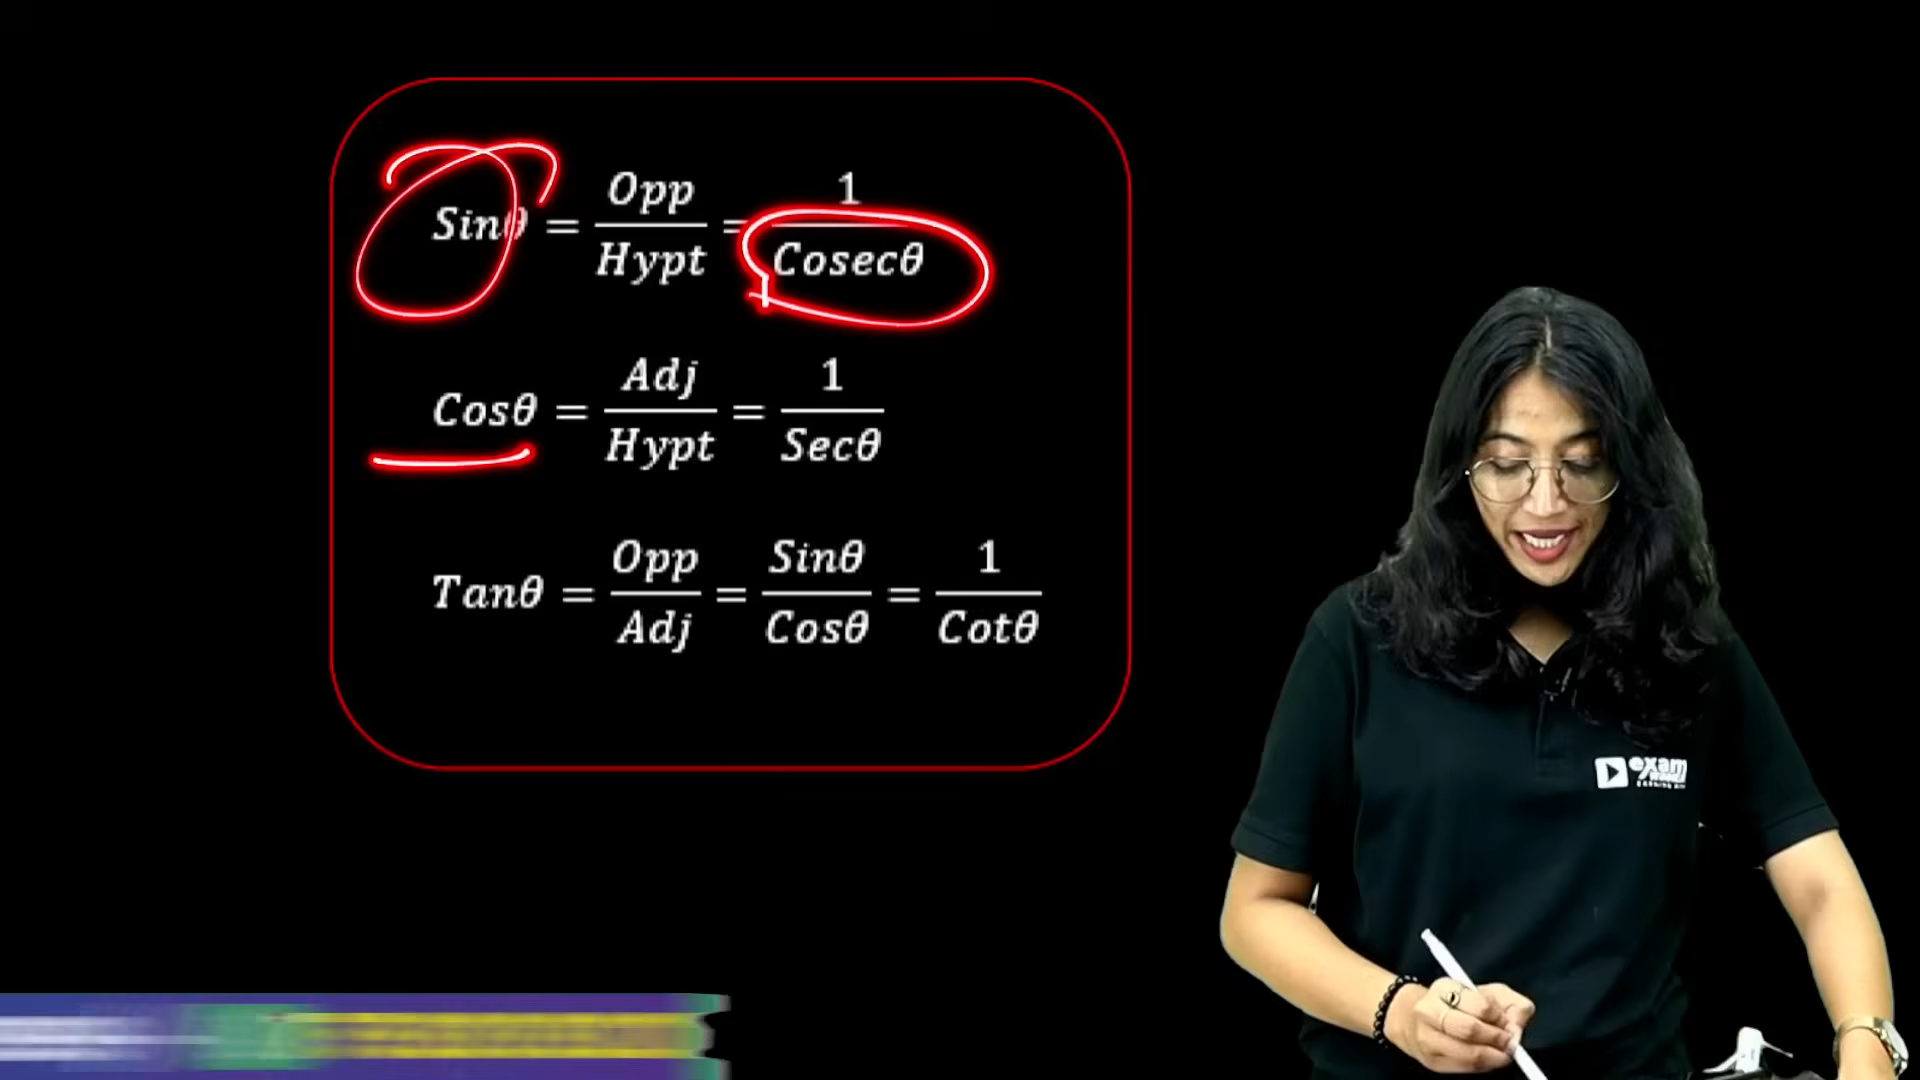 Sinθ = Opp/Hypt = 1/Cosecθ
Cosθ = Adj/Hypt = 1/Secθ
Tanθ = Opp/Adj = Sinθ/Cosθ = 1/Cotθ
exam